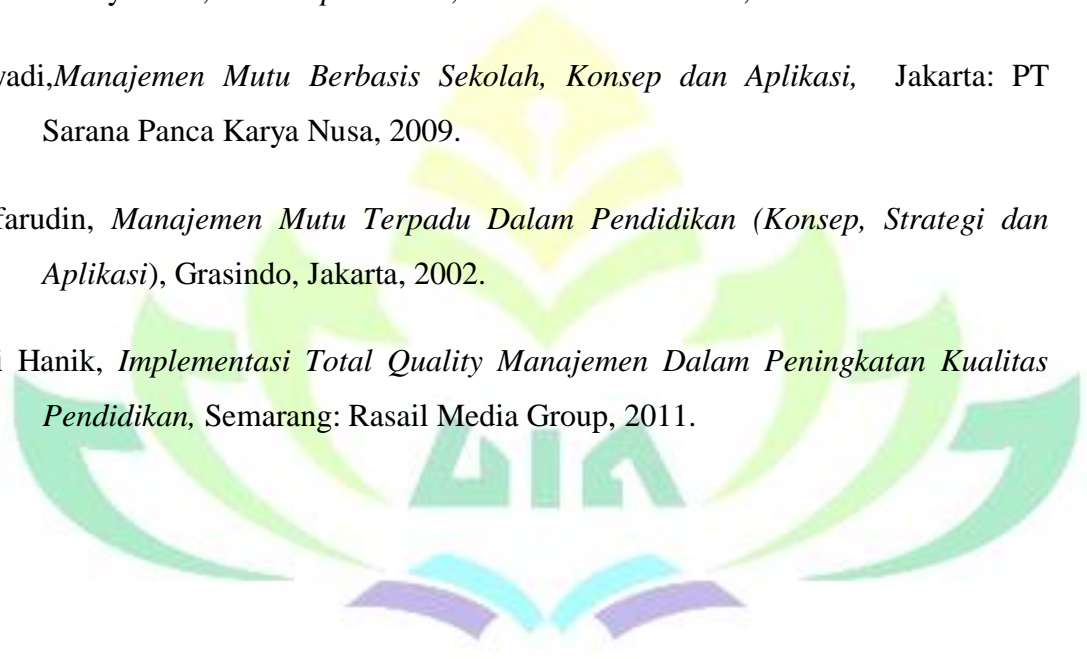 yadi,Manajemen Mutu Berbasis Sekolah, Konsep dan Aplikasi, Jakarta: PT
Sarana Panca Karya Nusa, 2009.
farudin, Manajemen Mutu Terpadu Dalam Pendidikan (Konsep, Strategi dan
Aplikasi), Grasindo, Jakarta, 2002.
i Hanik, Implementasi Total Quality Manajemen Dalam Peningkatan Kualitas
Pendidikan, Semarang: Rasail Media Group, 2011.